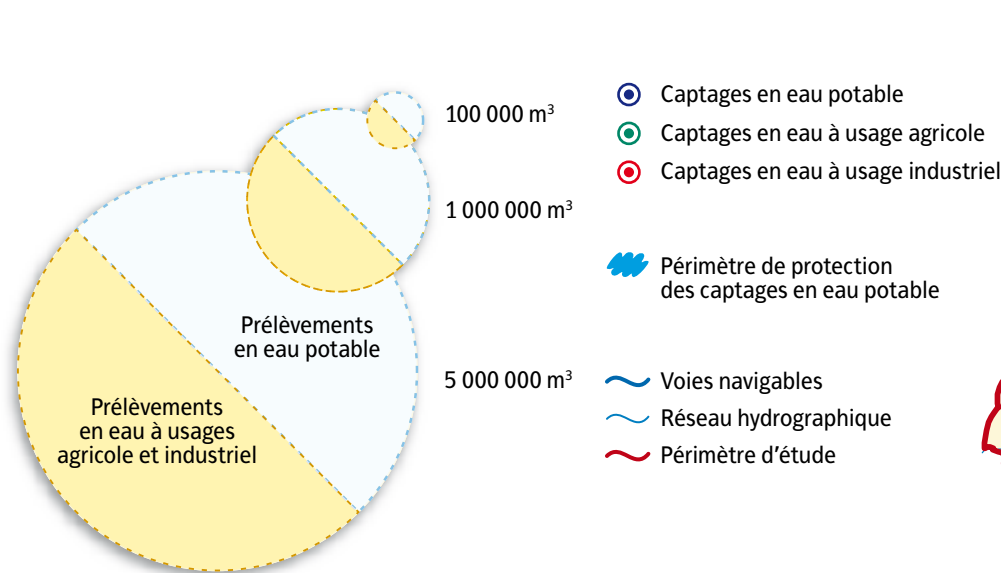 100 000 m³
1 000 000 m³
5 000 000 m³
Prélèvements
en eau potable
Prélèvements
en eau à usages
agricole et industriel
Captages en eau potable
Captages en eau à usage agricole
Captages en eau à usage industriel
Périmètre de protection
des captages en eau potable
Voies navigables
Réseau hydrographique
Périmètre d'étude